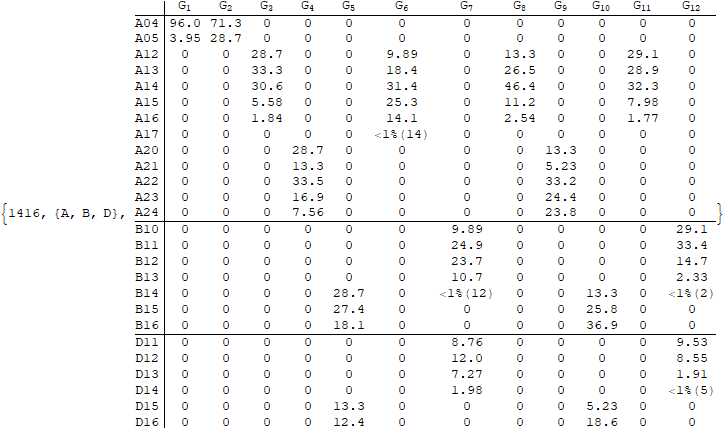 G1 G2 G3 G4 G5 G6 G7 G8 G9 G10 G11 G12
A04 96.0 71.3 0 0 0 0 0 0 0 0 0 0
A05 3.95 28.7 0 0 0 0 0 0 0 0 0 0
A12 0 0 28.7 0 0 9.89 0 13.3 0 0 29.1 0
A13 0 0 33.3 0 0 18.4 0 26.5 0 0 28.9 0
A14 0 0 30.6 0 0 31.4 0 46.4 0 0 32.3 0
A15 0 0 5.58 0 0 25.3 0 11.2 0 0 7.98 0
A16 0 0 1.84 0 0 14.1 0 2.54 0 0 1.77 0
A17 0 0 0 0 0 <1%(14) 0 0 0 0 0 0
A20 0 0 0 28.7 0 0 0 0 13.3 0 0 0
A21 0 0 0 13.3 0 0 0 0 5.23 0 0 0
A22 0 0 0 33.5 0 0 0 0 33.2 0 0 0
A23 0 0 0 16.9 0 0 0 0 24.4 0 0 0
{1416, {A, B, D}, A24 0 0 0 7.56 0 0 0 0 23.8 0 0 0 }
B10 0 0 0 0 0 0 9.89 0 0 0 0 29.1
B11 0 0 0 0 0 0 24.9 0 0 0 0 33.4
B12 0 0 0 0 0 0 23.7 0 0 0 0 14.7
B13 0 0 0 0 0 0 10.7 0 0 0 0 2.33
B14 0 0 0 0 28.7 0 <1%(12) 0 0 13.3 0 <1%(2)
B15 0 0 0 0 27.4 0 0 0 0 25.8 0 0
B16 0 0 0 0 18.1 0 0 0 0 36.9 0 0
D11 0 0 0 0 0 0 8.76 0 0 0 0 9.53
D12 0 0 0 0 0 0 12.0 0 0 0 0 8.55
D13 0 0 0 0 0 0 7.27 0 0 0 0 1.91
D14 0 0 0 0 0 0 1.98 0 0 0 0 <1%(5)
D15 0 0 0 0 13.3 0 0 0 0 5.23 0 0
D16 0 0 0 0 12.4 0 0 0 0 18.6 0 0